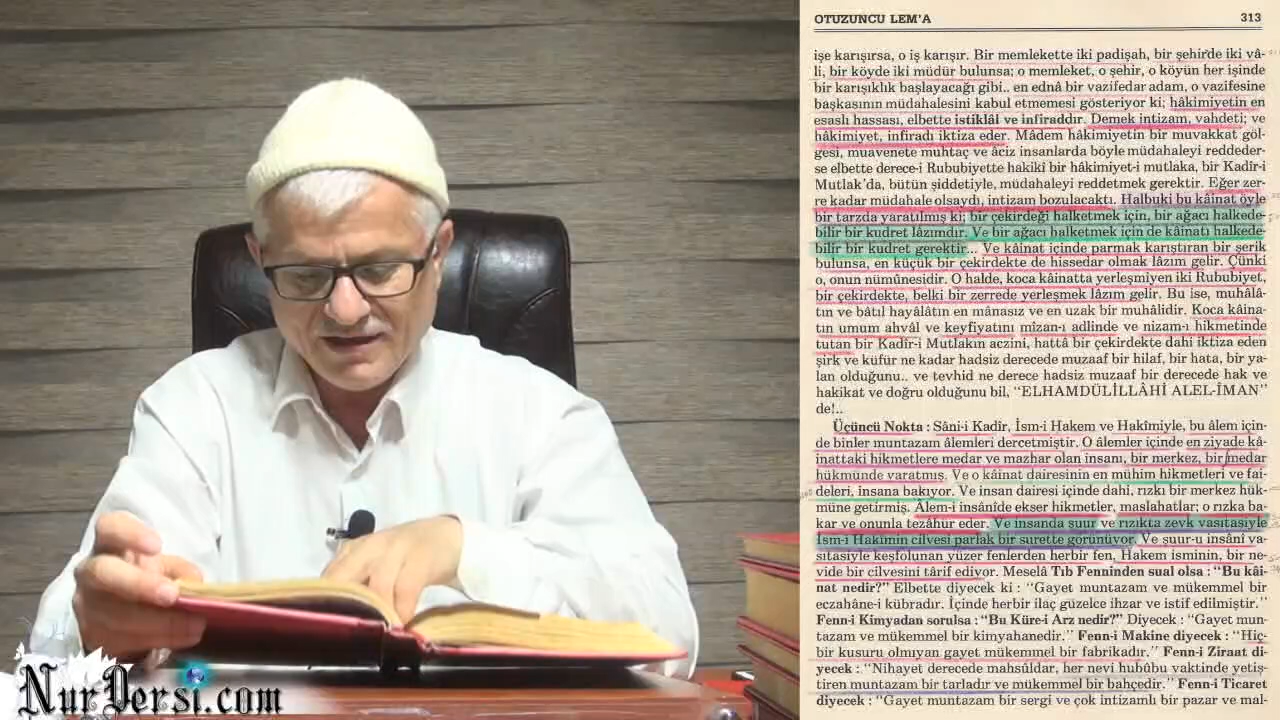 OTUZUNCU LEM'A 313
işe karışırsa, o iş karışır. Bir memlekette iki padişah, bir şehirde iki vâ-
li, bir köyde iki müdür bulunsa; o memleket, o şehir, o köyün her işinde
bir karışıklık başlayacağı gibi.. en ednâ bir vazifedar adam, o vazifesine
başkasının müdahalesini kabul etmemesi gösteriyor ki; hâkimiyetin en
esaslı hassası, elbette istiklâl ve infiraddır. Demek intizam, vahdeti; ve
hâkimiyet, infiradı iktiza eder. Mâdem hâkimiyetin bir muvakkat göl-
gesi, muavenete muhtaç ve âciz insanlarda böyle müdahaleyi reddeder-
se elbette derece-i Rububiyette hakikî bir hâkimiyet-i mutlaka, bir Kadîr-i
Mutlak'da, bütün şiddetiyle, müdahaleyi reddetmek gerektir. Eğer zer-
re kadar müdahale olsaydı, intizam bozulacaktı. Halbuki bu kâinat öyle
bir tarzda yaratılmış ki; bir çekirdeği halketmek için, bir ağacı halkede-
bilir bir kudret lâzımdır. Ve bir ağacı halketmek için de kâinatı halkede-
bilir bir kudret gerektir... Ve kâinat içinde parmak karıştıran bir şerik
bulunsa, en küçük bir çekirdekte de hissedar olmak lâzım gelir. Çünki
o, onun nümûnesidir. O halde, koca kâinatta yerleşmiyen iki Rububiyet,
bir çekirdekte, belki bir zerrede yerleşmek lâzım gelir. Bu ise, muhâlâ-
tın ve bâtıl hayâlâtın en mânasız ve en uzak bir muhâlidir. Koca kâina-
tın umum ahvâl ve keyfiyatını mîzan-ı adlinde ve nizam-ı hikmetinde
tutan bir Kadîr-i Mutlakın aczini, hattâ bir çekirdekte dahi iktiza eden
şirk ve küfür ne kadar hadsiz derecede muzaaf bir hilaf, bir hata, bir ya-
lan olduğunu.. ve tevhid ne derece hadsiz muzaaf bir derecede hak ve
hakikat ve doğru olduğunu bil, "ELHAMDÜLİLLÂHİ ALEL-ÎMAN"
de!..
Üçüncü Nokta : Sâni-i Kadîr, İsm-i Hakem ve Hakîmiyle, bu âlem için-
de binler muntazam âlemleri dercetmiştir. O âlemler içinde en ziyade kâ-
inattaki hikmetlere medar ve mazhar olan insanı, bir merkez, bir medar
hükmünde yaratmış. Ve o kâinat dairesinin en mühim hikmetleri ve fai-
deleri, insana bakıyor. Ve insan dairesi içinde dahi, rızkı bir merkez hük-
müne getirmiş. Âlem-i insânîde ekser hikmetler, maslahatlar; o rızka ba-
kar ve onunla tezâhur eder. Ve insanda şuur ve rızıkta zevk vasıtasiyle
İsm-i Hakîmin cilvesi parlak bir surette görünüyor. Ve şuur-u insânî va-
sıtasiyle keşfolunan yüzer fenlerden herbir fen, Hakem isminin, bir ne-
vide bir cilvesini târif ediyor. Meselâ Tıb Fenninden sual olsa : "Bu kâi-
nat nedir?" Elbette diyecek ki : "Gayet muntazam ve mükemmel bir
eczahâne-i kübradır. İçinde herbir ilaç güzelce ihzar ve istif edilmiştir."
Fenn-i Kimyadan sorulsa : "Bu Küre-i Arz nedir?" Diyecek : "Gayet mun-
tazam ve mükemmel bir kimyahanedir." Fenn-i Makine diyecek : "Hiç-
bir kusuru olmıyan gayet mükemmel bir fabrikadır." Fenn-i Ziraat di-
yecek : "Nihayet derecede mahsûldar, her nevi hubûbu vaktinde yetiş-
tiren muntazam bir tarladır ve mükemmel bir bahçedir." Fenn-i Ticaret
diyecek : "Gayet muntazam bir sergi ve çok intizamlı bir pazar ve mal-
NurDersi.com